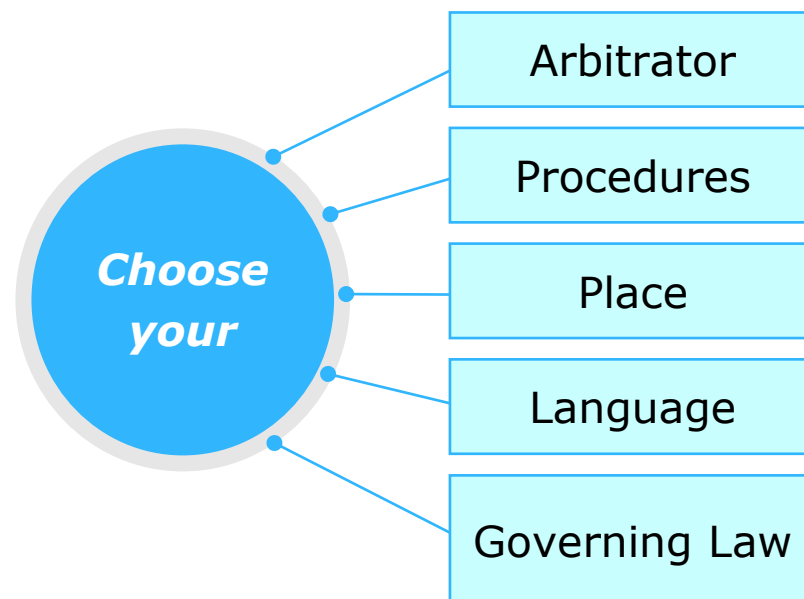 Choose
your
Arbitrator
Procedures
Place
Language
Governing Law